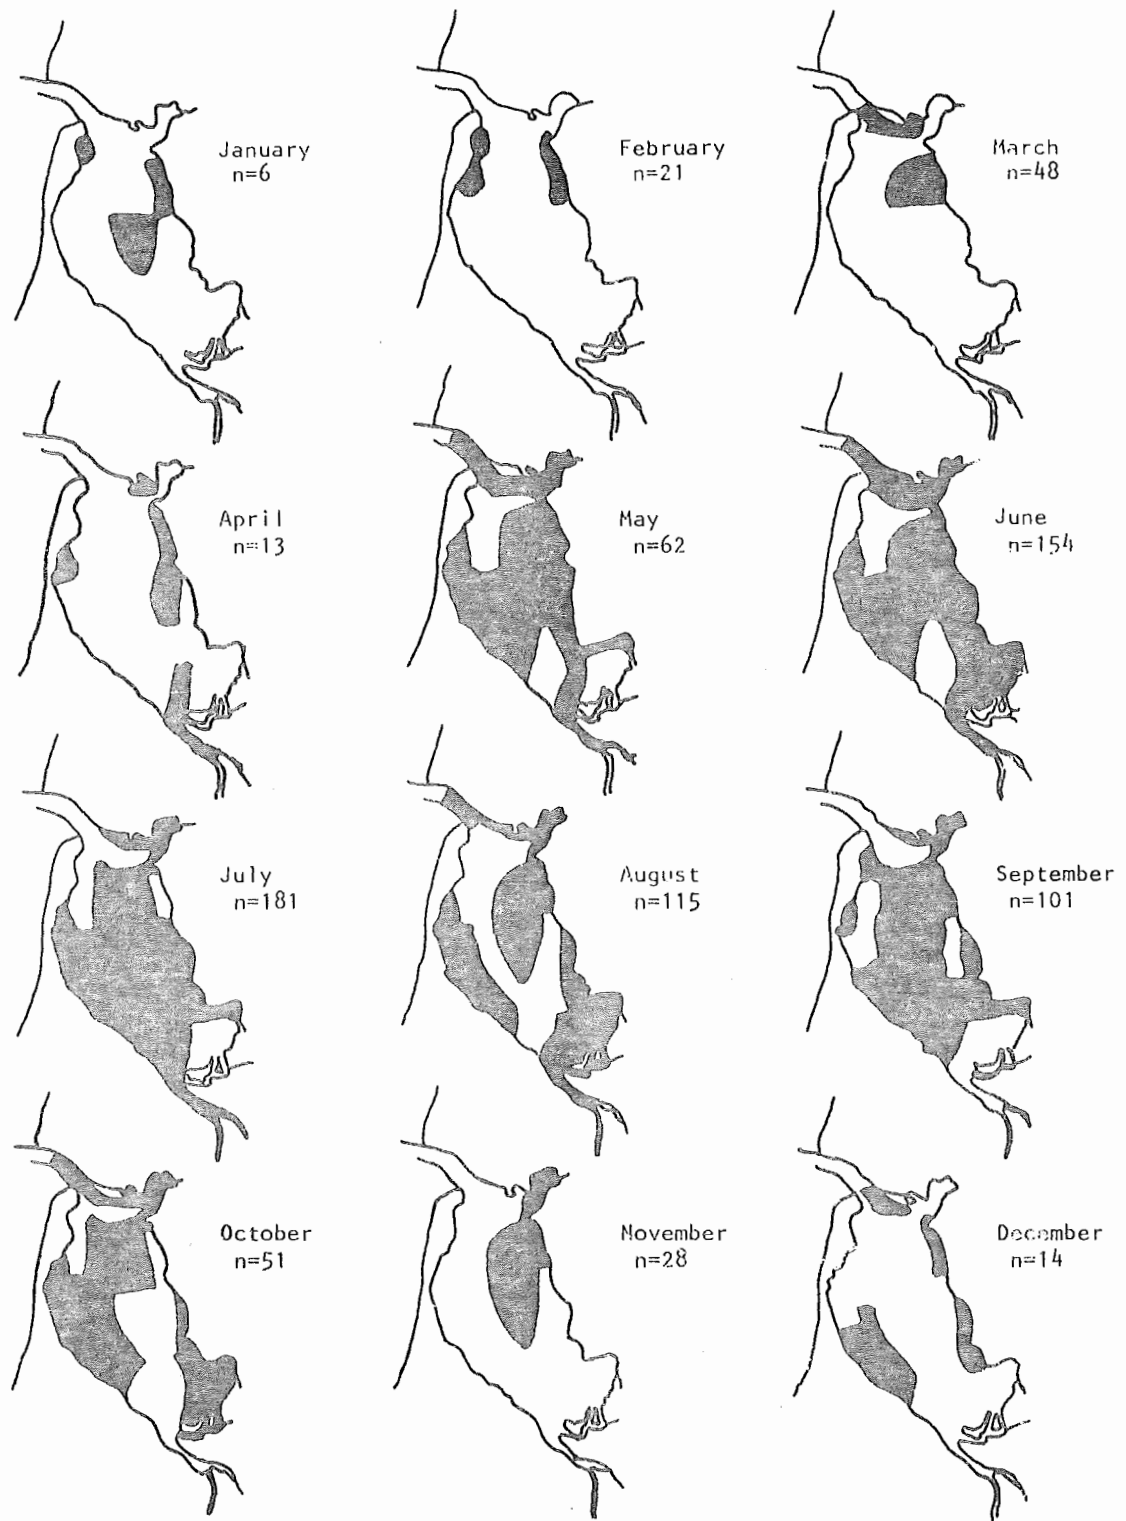 January
n=6
February
n=21
March
n=48
April
n=13
May
n=62
June
n=154
July
n=181
August
n=115
September
n=101
October
n=51
November
n=28
December
n=14